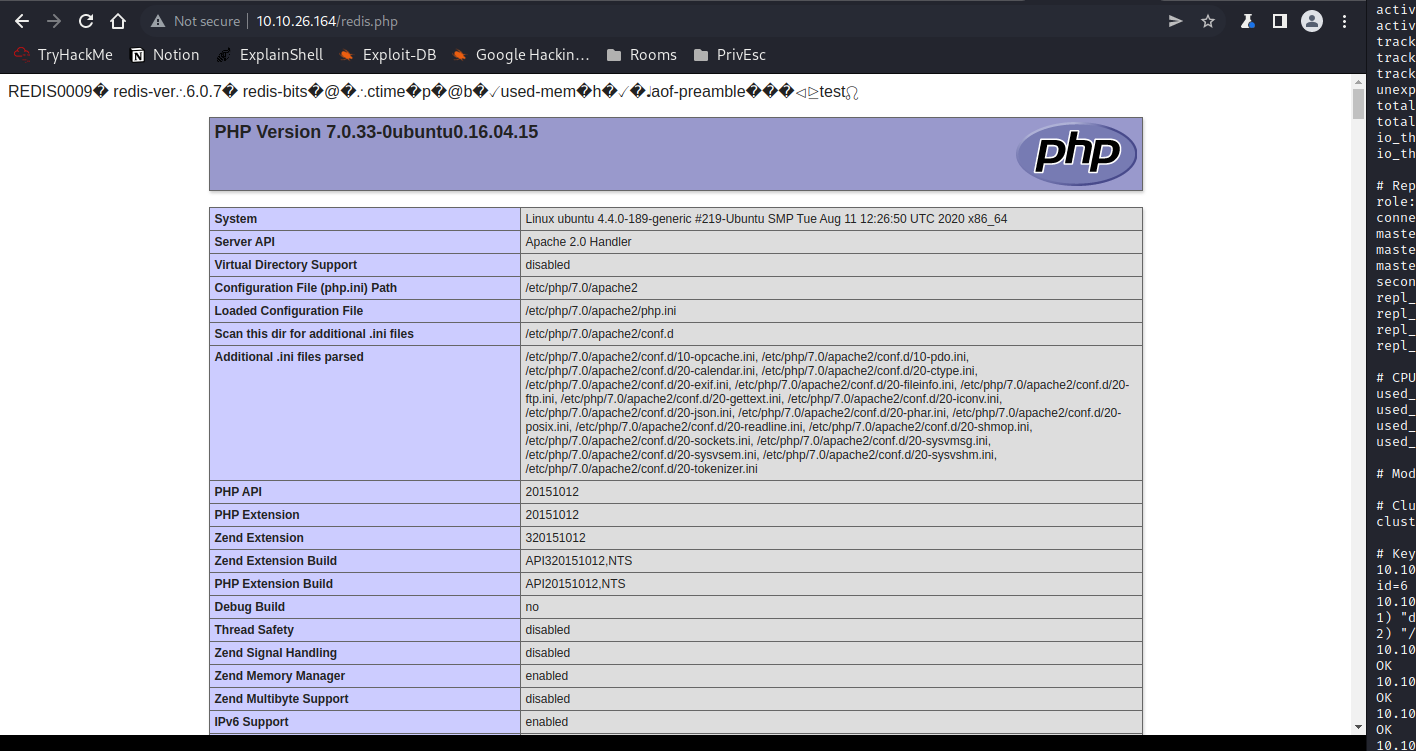 Not secure | 10.10.26.164/redis.php
TryHackMe Notion ExplainShell Exploit-DB Google Hackin... Rooms PrivEsc
REDIS0009� redis-ver∴6.0.7� redis-bits�@�∴ctime�p�@b�✓used-mem�h�✓�♩aof-preamble���◁⊵test☊
PHP Version 7.0.33-0ubuntu0.16.04.15
php
System Linux ubuntu 4.4.0-189-generic #219-Ubuntu SMP Tue Aug 11 12:26:50 UTC 2020 x86_64
Server API Apache 2.0 Handler
Virtual Directory Support disabled
Configuration File (php.ini) Path /etc/php/7.0/apache2
Loaded Configuration File /etc/php/7.0/apache2/php.ini
Scan this dir for additional .ini files /etc/php/7.0/apache2/conf.d
Additional .ini files parsed /etc/php/7.0/apache2/conf.d/10-opcache.ini, /etc/php/7.0/apache2/conf.d/10-pdo.ini,
/etc/php/7.0/apache2/conf.d/20-calendar.ini, /etc/php/7.0/apache2/conf.d/20-ctype.ini,
/etc/php/7.0/apache2/conf.d/20-exif.ini, /etc/php/7.0/apache2/conf.d/20-fileinfo.ini, /etc/php/7.0/apache2/conf.d/20-
ftp.ini, /etc/php/7.0/apache2/conf.d/20-gettext.ini, /etc/php/7.0/apache2/conf.d/20-iconv.ini,
/etc/php/7.0/apache2/conf.d/20-json.ini, /etc/php/7.0/apache2/conf.d/20-phar.ini, /etc/php/7.0/apache2/conf.d/20-
posix.ini, /etc/php/7.0/apache2/conf.d/20-readline.ini, /etc/php/7.0/apache2/conf.d/20-shmop.ini,
/etc/php/7.0/apache2/conf.d/20-sockets.ini, /etc/php/7.0/apache2/conf.d/20-sysvmsg.ini,
/etc/php/7.0/apache2/conf.d/20-sysvsem.ini, /etc/php/7.0/apache2/conf.d/20-sysvshm.ini,
/etc/php/7.0/apache2/conf.d/20-tokenizer.ini
PHP API 20151012
PHP Extension 20151012
Zend Extension 320151012
Zend Extension Build API320151012,NTS
PHP Extension Build API20151012,NTS
Debug Build no
Thread Safety disabled
Zend Signal Handling disabled
Zend Memory Manager enabled
Zend Multibyte Support disabled
IPv6 Support enabled
activ
activ
track
track
track
unexp
total
total
io_th
io_th
# Rep
role:
conne
maste
maste
maste
secon
repl_
repl_
repl_
repl_
# CPU
used_
used_
used_
used_
# Mod
# Clu
clust
# Key
10.10
id=6
10.10
1) "d
2) "/
10.10
OK
10.10
OK
10.10
OK
10.10